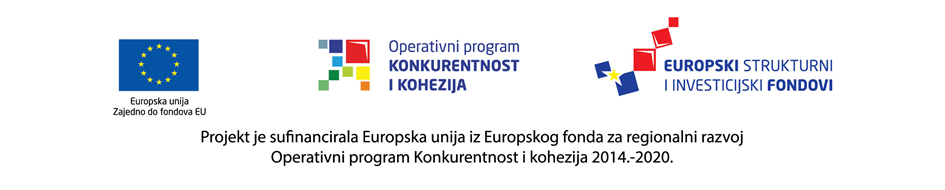 Europska unija
Zajedno do fondova EU
Operativni program
KONKURENTNOST
I KOHEZIJA
EUROPSKI STRUKTURNI
I INVESTICIJSKI FONDOVI
Projekt je sufinancirala Europska unija iz Europskog fonda za regionalni razvoj
Operativni program Konkurentnost i kohezija 2014.-2020.